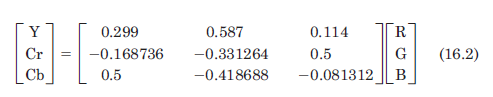 Y 0.299 0.587 0.114 R
Cr = −0.168736 −0.331264 0.5 G (16.2)
Cb 0.5 −0.418688 −0.081312 B